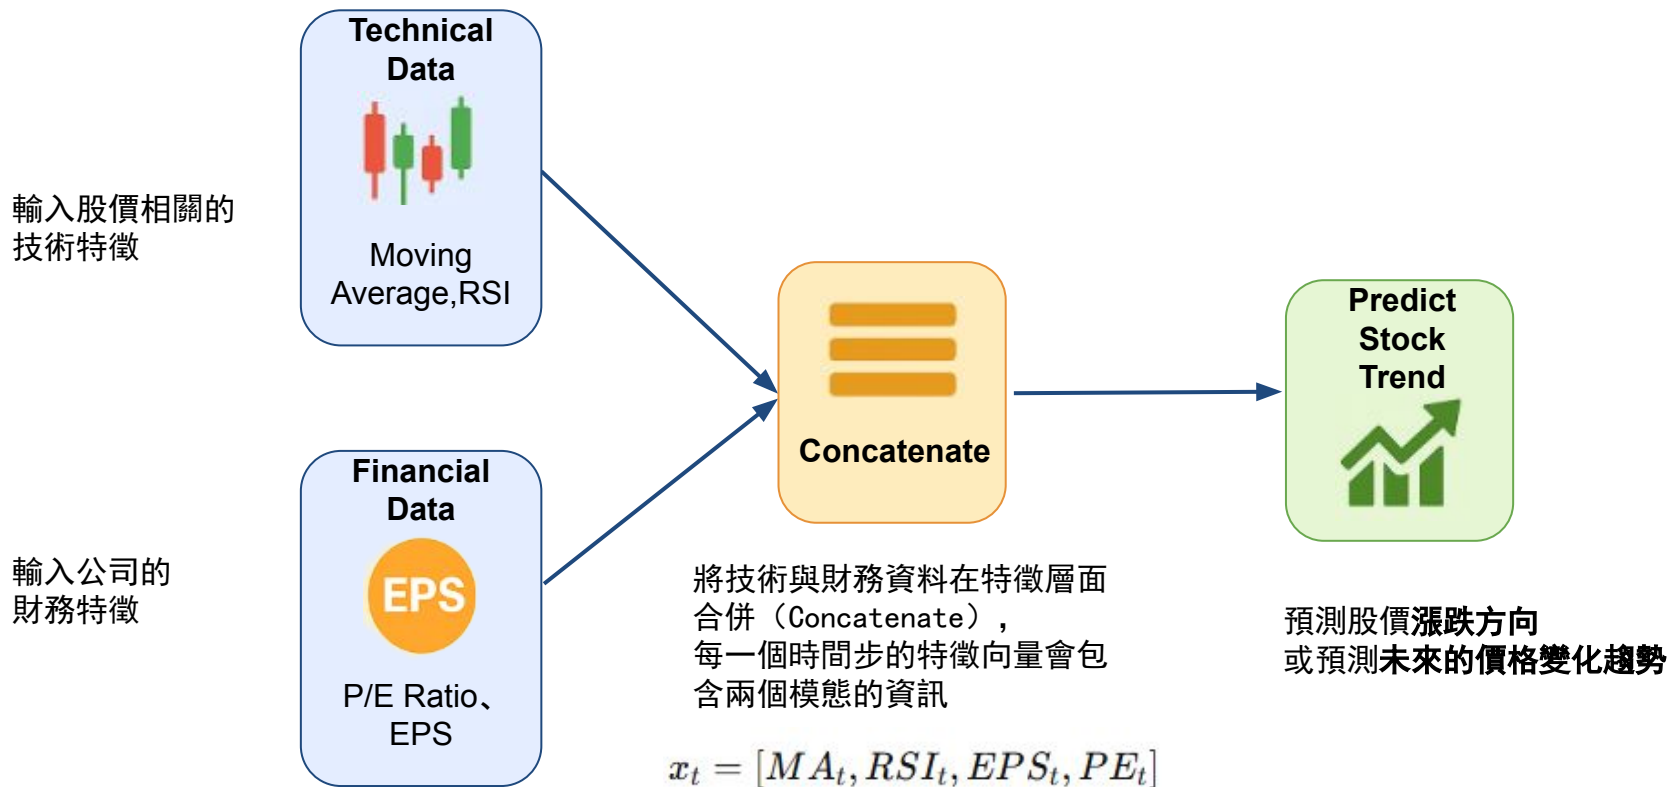 Technical
Data
Moving
Average,RSI
輸入股價相關的
技術特徵
Financial
Data
EPS
P/E Ratio、
EPS
輸入公司的
財務特徵
Concatenate
將技術與財務資料在特徵層面
合併（Concatenate），
每一個時間步的特徵向量會包
含兩個模態的資訊
x_t = [MA_t, RSI_t, EPS_t, PE_t]
Predict
Stock
Trend
預測股價漲跌方向
或預測未來的價格變化趨勢